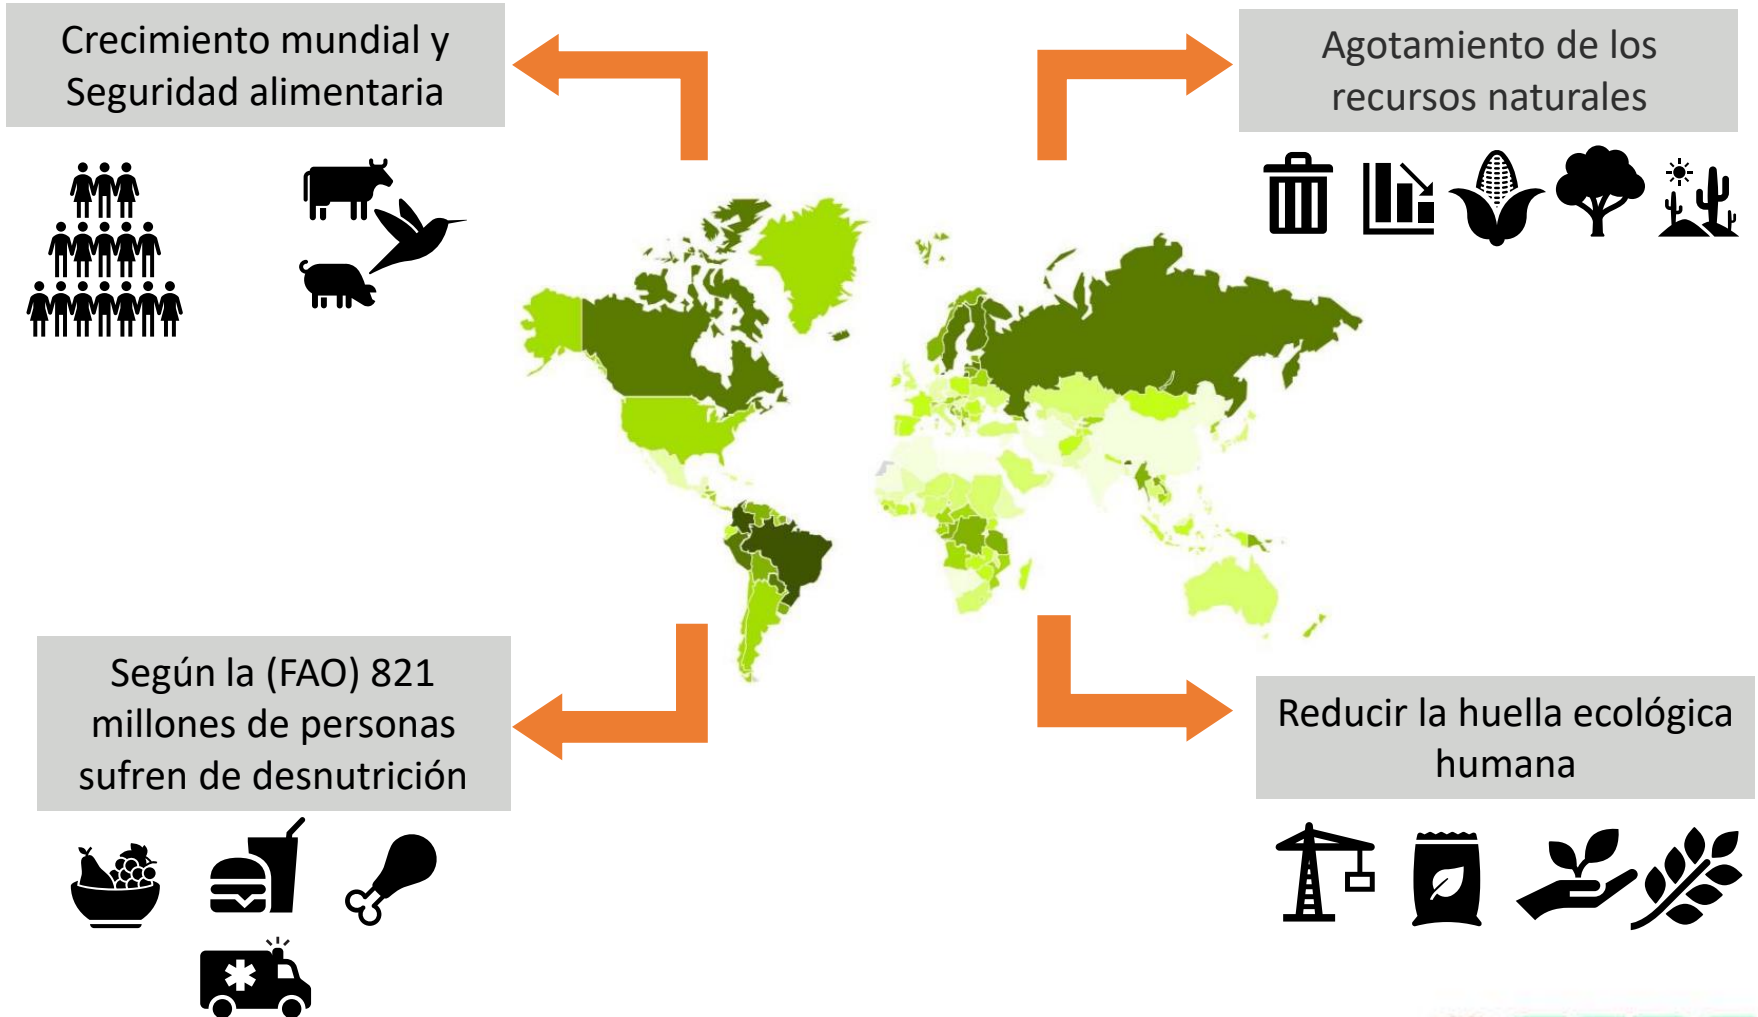 Crecimiento mundial y
Seguridad alimentaria
Agotamiento de los
recursos naturales
Según la (FAO) 821
millones de personas
sufren de desnutrición
Reducir la huella ecológica
humana